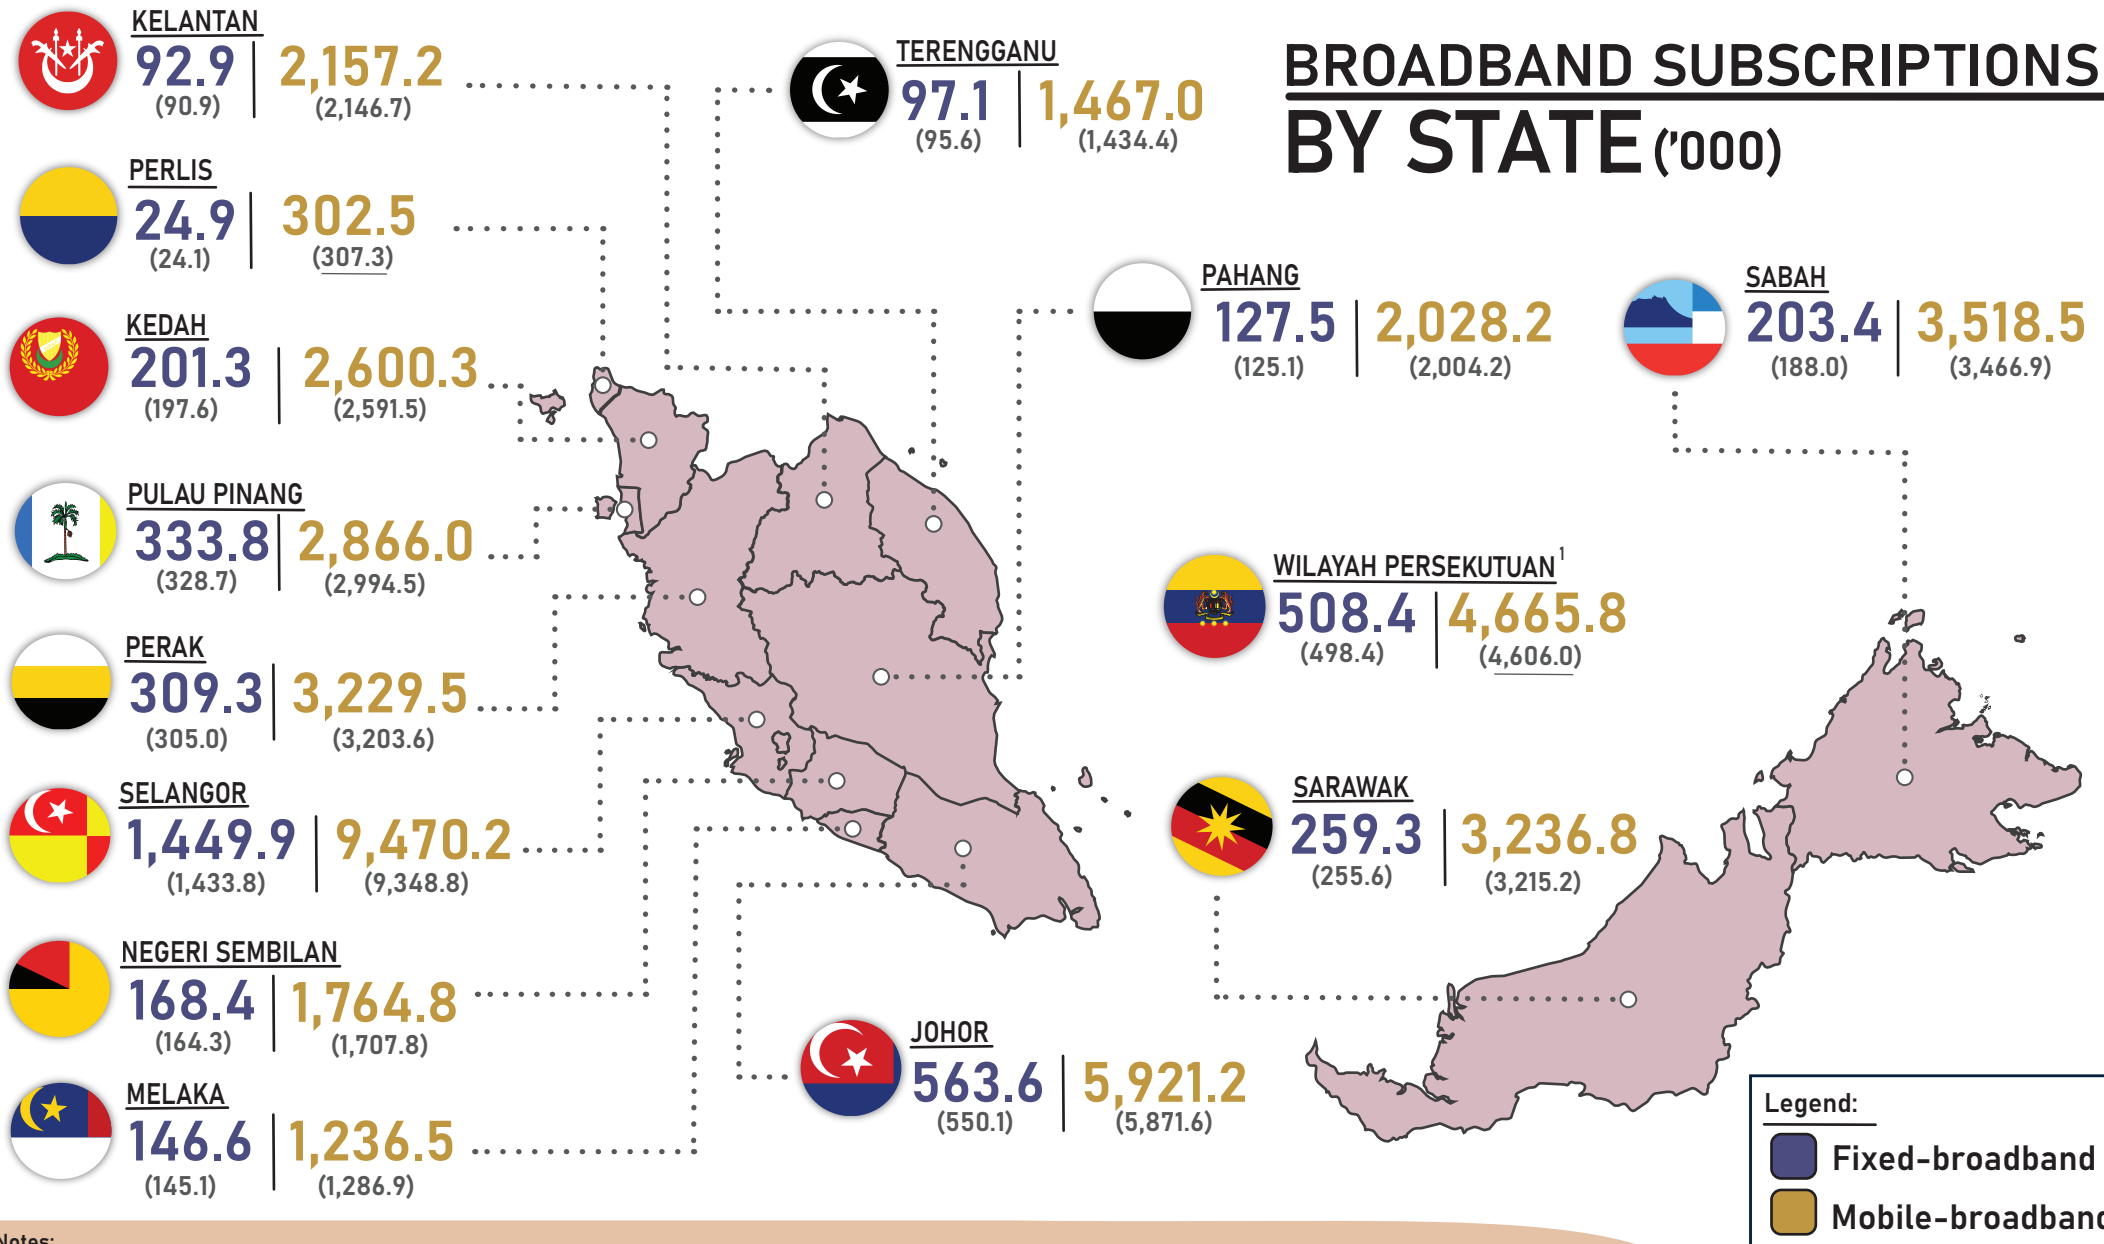 BROADBAND SUBSCRIPTIONS
BY STATE ('000)
KELANTAN
92.9 2,157.2
(90.9) (2,146.7)
TERENGGANU
97.1 1,467.0
(95.6) (1,434.4)
PERLIS
24.9 302.5
(24.1) (307.3)
PAHANG
127.5 2,028.2
(125.1) (2,004.2)
SABAH
203.4 3,518.5
(188.0) (3,466.9)
KEDAH
201.3 2,600.3
(197.6) (2,591.5)
PULAU PINANG
333.8 2,866.0
(328.7) (2,994.5)
WILAYAH PERSEKUTUAN¹
508.4 4,665.8
(498.4) (4,606.0)
PERAK
309.3 3,229.5
(305.0) (3,203.6)
SELANGOR
1,449.9 9,470.2
(1,433.8) (9,348.8)
SARAWAK
259.3 3,236.8
(255.6) (3,215.2)
NEGERI SEMBILAN
168.4 1,764.8
(164.3) (1,707.8)
JOHOR
563.6 5,921.2
(550.1) (5,871.6)
MELAKA
146.6 1,236.5
(145.1) (1,286.9)
Legend:
Fixed-broadband
Mobile-broadband
Notes: